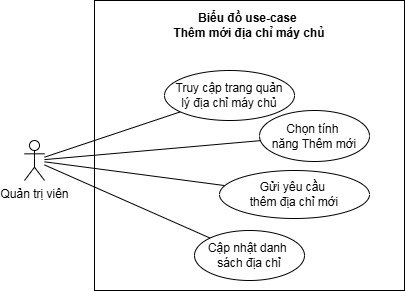 Biểu đồ use-case
Thêm mới địa chỉ máy chủ
Truy cập trang quản
lý địa chỉ máy chủ
Chọn tính
năng Thêm mới
Quản trị viên
Gửi yêu cầu
thêm địa chỉ mới
Cập nhật danh
sách địa chỉ